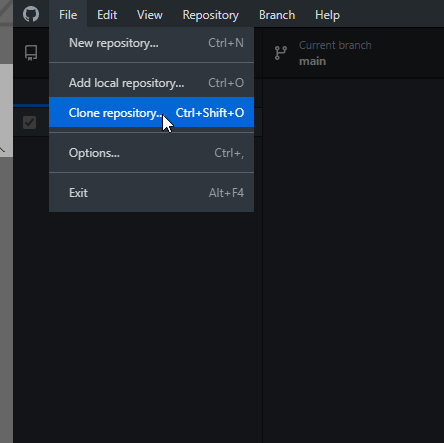 File Edit View Repository Branch Help
New repository... Ctrl+N
Add local repository... Ctrl+O
Clone repository... Ctrl+Shift+O
Options... Ctrl+,
Exit Alt+F4
Current branch
main